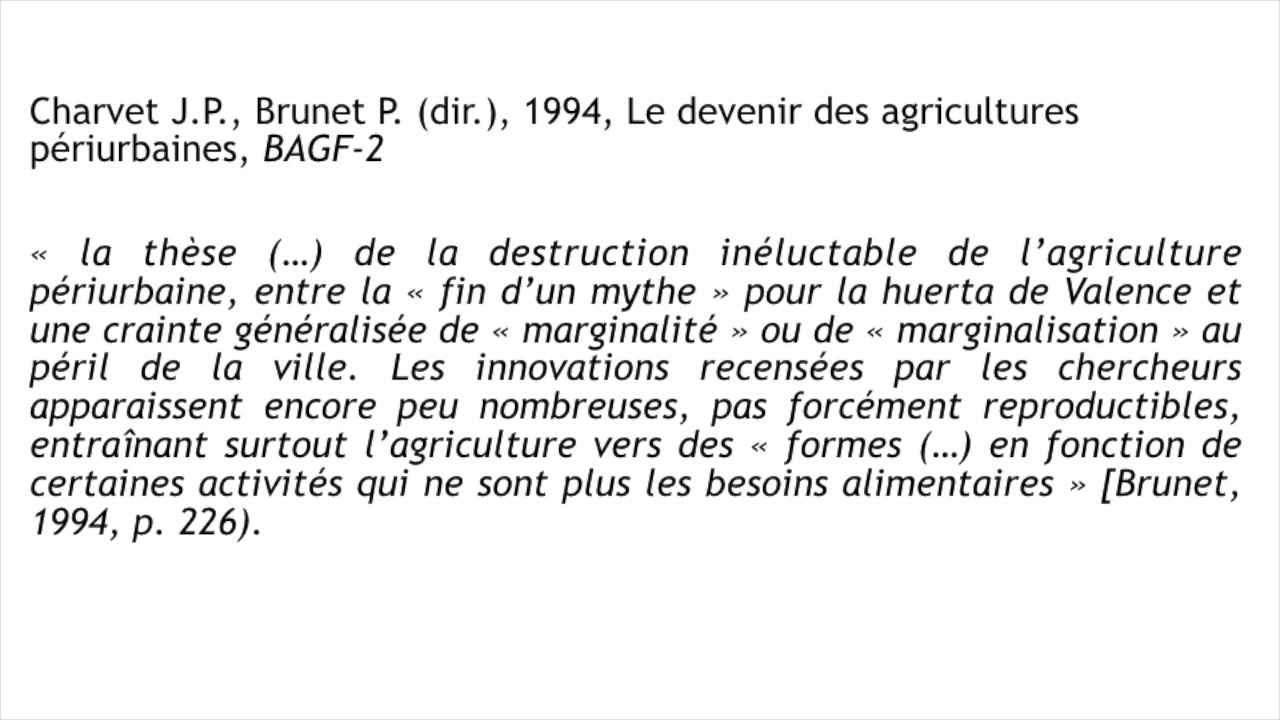 Charvet J.P., Brunet P. (dir.), 1994, Le devenir des agricultures
périurbaines, BAGF-2
« la thèse (…) de la destruction inéluctable de l’agriculture
périurbaine, entre la « fin d’un mythe » pour la huerta de Valence et
une crainte généralisée de « marginalité » ou de « marginalisation » au
péril de la ville. Les innovations recensées par les chercheurs
apparaissent encore peu nombreuses, pas forcément reproductibles,
entraînant surtout l’agriculture vers des « formes (…) en fonction de
certaines activités qui ne sont plus les besoins alimentaires » [Brunet,
1994, p. 226).